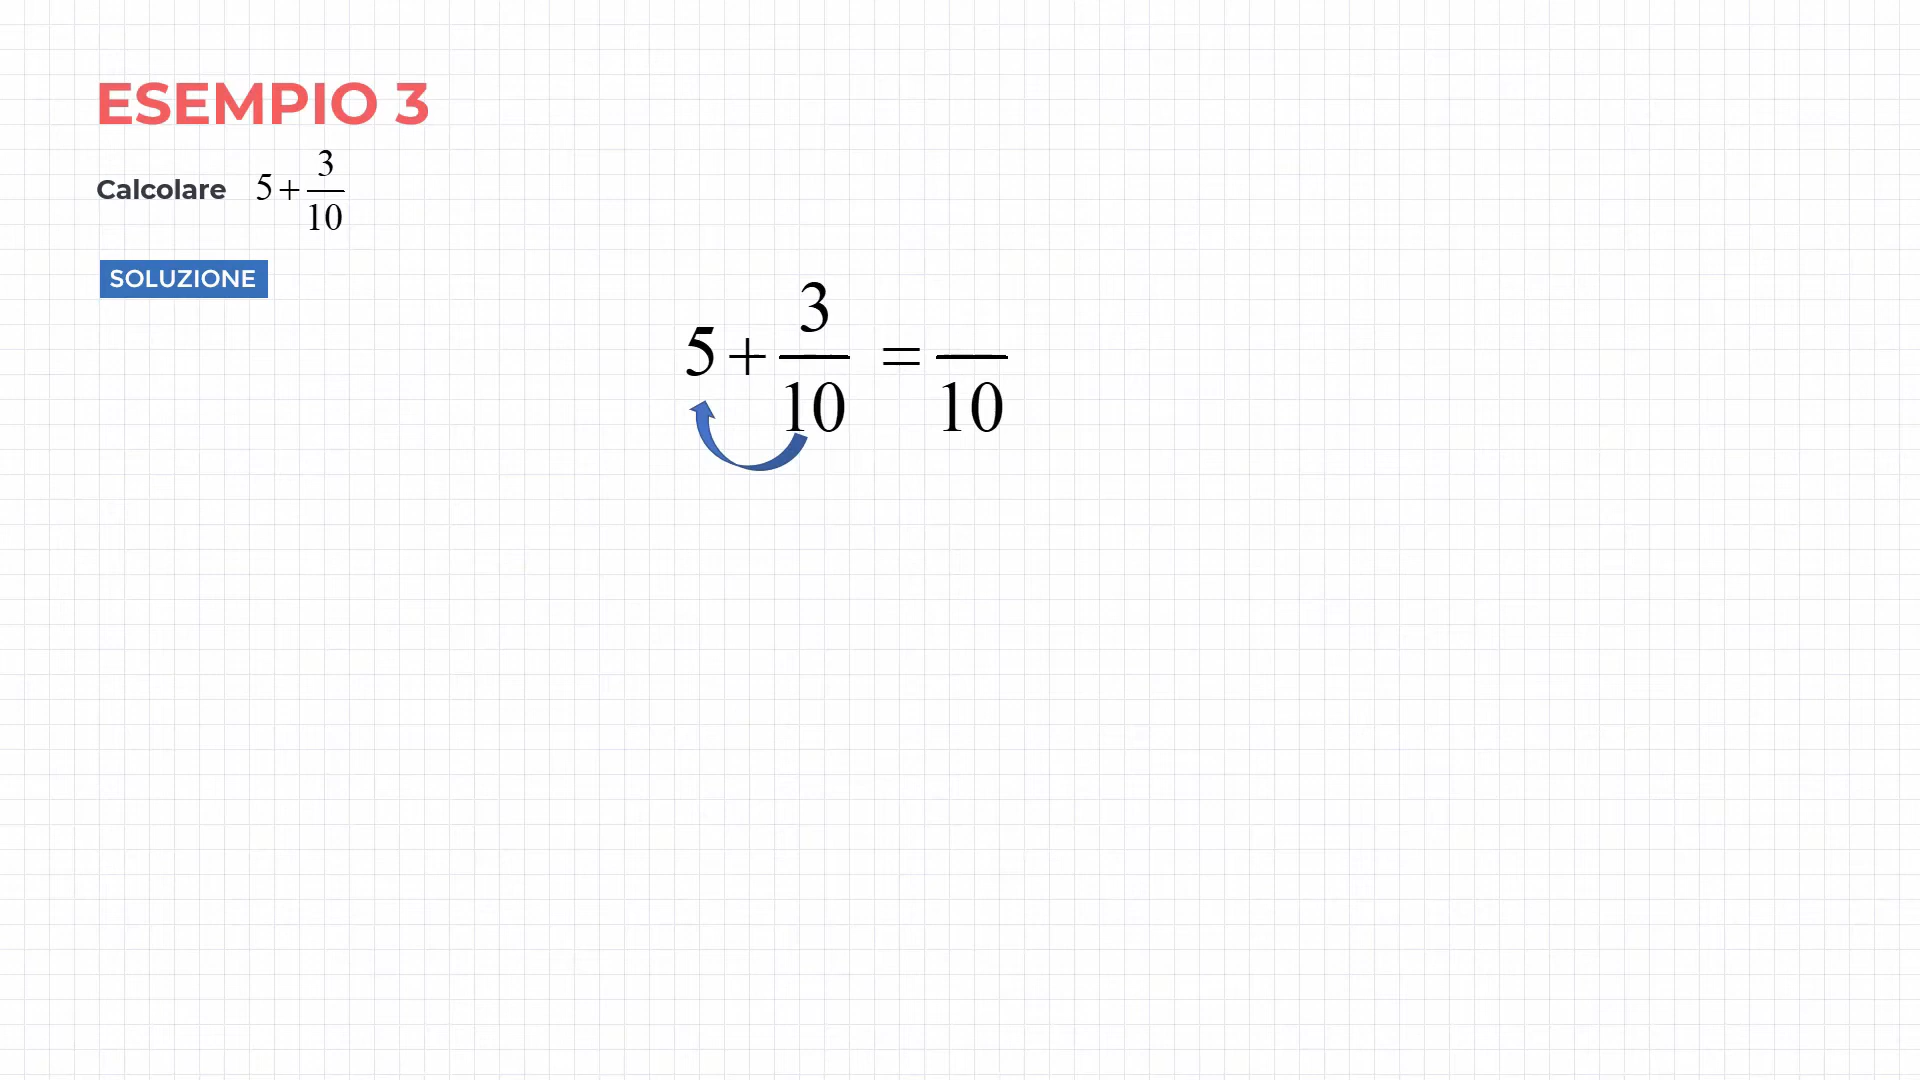 ESEMPIO 3
Calcolare 5 + 3/10
SOLUZIONE
5 + 3/10 = /10